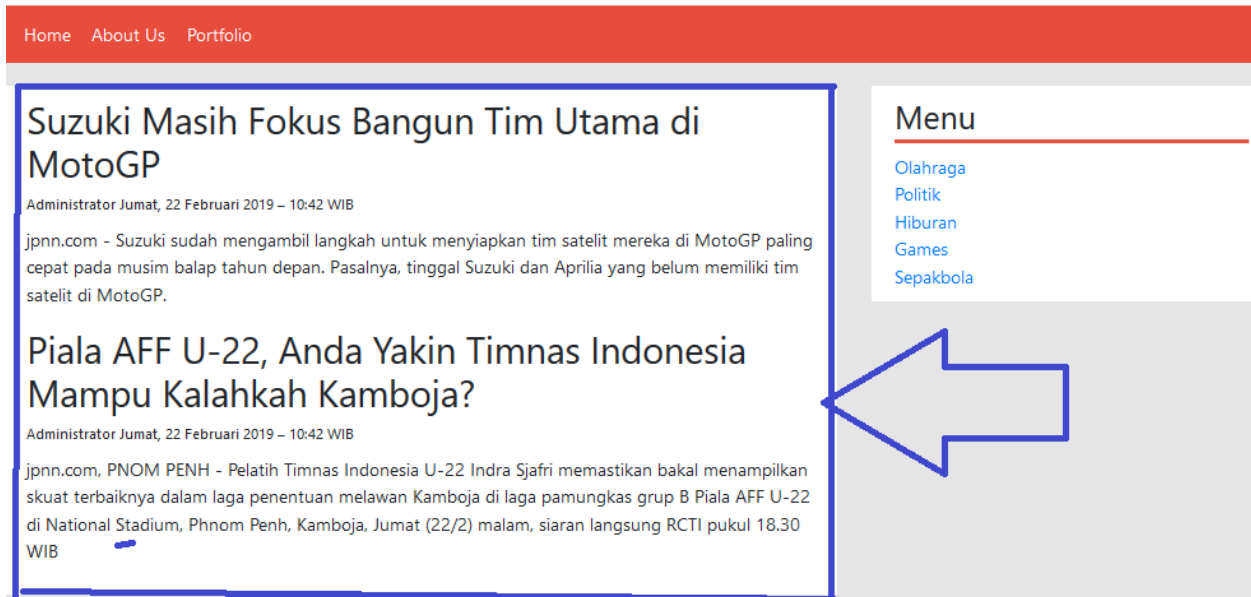 Home About Us Portfolio
Suzuki Masih Fokus Bangun Tim Utama di
MotoGP
Administrator Jumat, 22 Februari 2019 – 10:42 WIB
jpnn.com - Suzuki sudah mengambil langkah untuk menyiapkan tim satelit mereka di MotoGP paling
cepat pada musim balap tahun depan. Pasalnya, tinggal Suzuki dan Aprilia yang belum memiliki tim
satelit di MotoGP.
Piala AFF U-22, Anda Yakin Timnas Indonesia
Mampu Kalahkah Kamboja?
Administrator Jumat, 22 Februari 2019 – 10:42 WIB
jpnn.com, PNOM PENH - Pelatih Timnas Indonesia U-22 Indra Sjafri memastikan bakal menampilkan
skuat terbaiknya dalam laga penentuan melawan Kamboja di laga pamungkas grup B Piala AFF U-22
di National Stadium, Phnom Penh, Kamboja, Jumat (22/2) malam, siaran langsung RCTI pukul 18.30
WIB
Menu
Olahraga
Politik
Hiburan
Games
Sepakbola